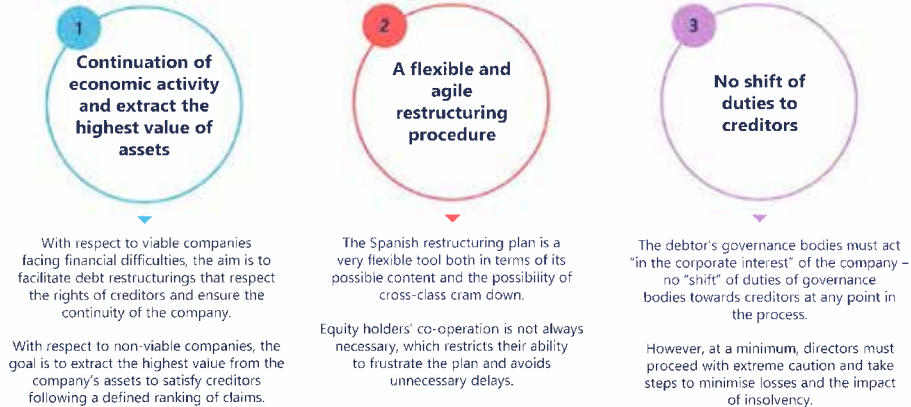 1
Continuation of
economic activity
and extract the
highest value of
assets
With respect to viable companies
facing financial difficulties, the aim is to
facilitate debt restructurings that respect
the rights of creditors and ensure the
continuity of the company.
With respect to non-viable companies, the
goal is to extract the highest value from the
company's assets to satisfy creditors
following a defined ranking of claims.
2
A flexible and
agile
restructuring
procedure
The Spanish restructuring plan is a
very flexible tool both in terms of its
possible content and the possibility of
cross-class cram down.
Equity holders' co-operation is not always
necessary, which restricts their ability
to frustrate the plan and avoids
unnecessary delays.
3
No shift of
duties to
creditors
The debtor's governance bodies must act
"in the corporate interest" of the company –
no "shift" of duties of governance
bodies towards creditors at any point in
the process.
However, at a minimum, directors must
proceed with extreme caution and take
steps to minimise losses and the impact
of insolvency.